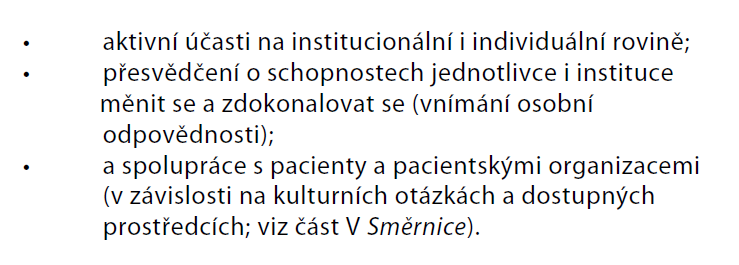 • aktivní účasti na institucionální i individuální rovině;
• přesvědčení o schopnostech jednotlivce i instituce
měnit se a zdokonalovat se (vnímání osobní
odpovědnosti);
• a spolupráce s pacienty a pacientskými organizacemi
(v závislosti na kulturních otázkách a dostupných
prostředcích; viz část V Směrnice).